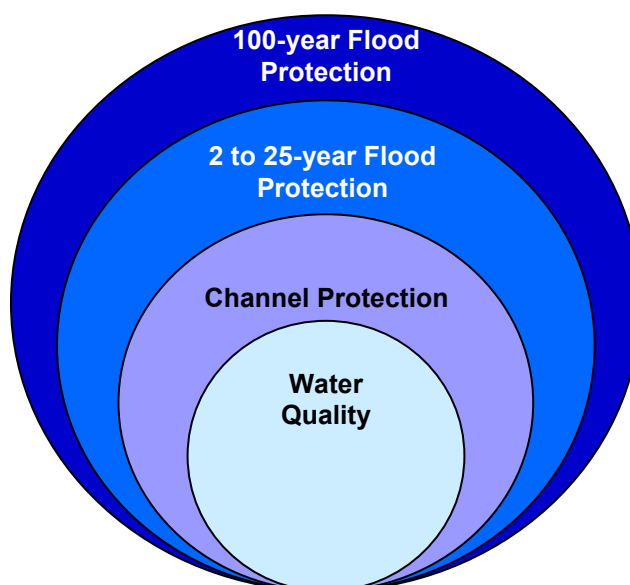 100-year Flood
Protection
2 to 25-year Flood
Protection
Channel Protection
Water
Quality